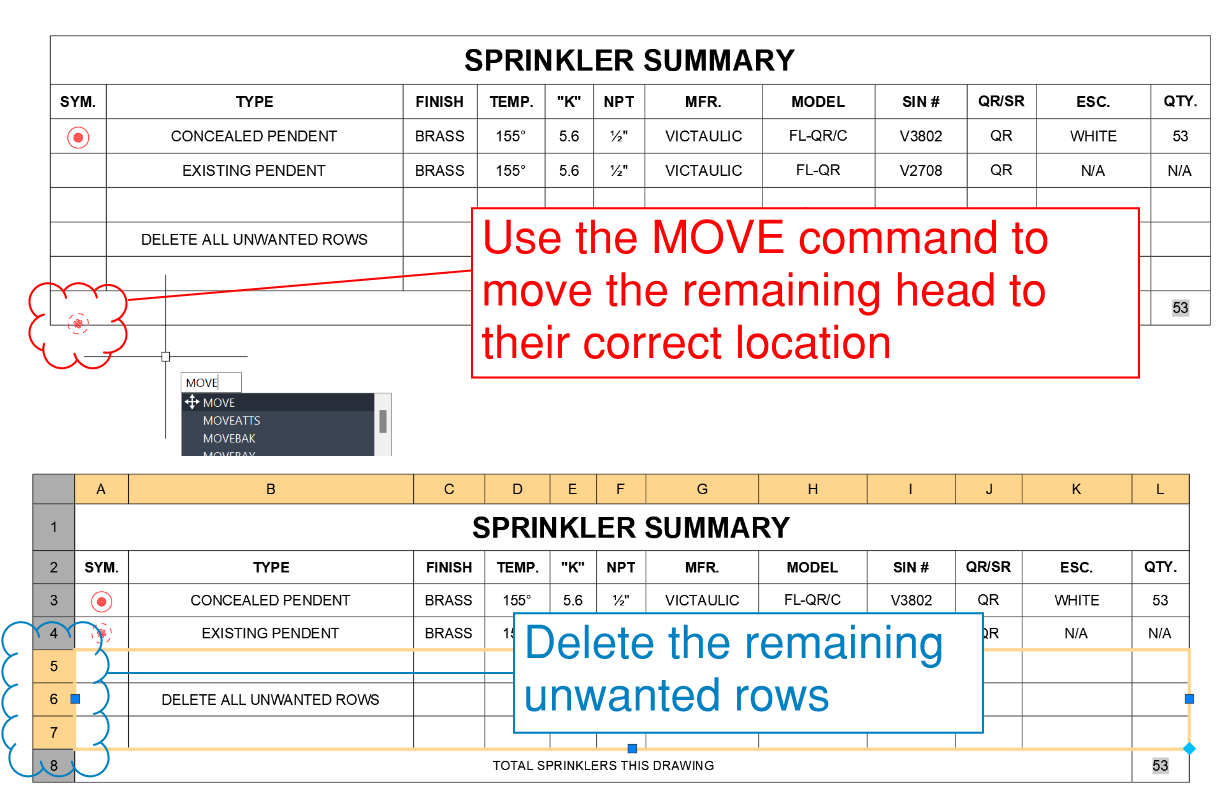 SPRINKLER SUMMARY
SYM. TYPE FINISH TEMP. "K" NPT MFR. MODEL SIN # QR/SR ESC. QTY.
CONCEALED PENDENT BRASS 155° 5.6 ½" VICTAULIC FL-QR/C V3802 QR WHITE 53
EXISTING PENDENT BRASS 155° 5.6 ½" VICTAULIC FL-QR V2708 QR N/A N/A
DELETE ALL UNWANTED ROWS
Use the MOVE command to
move the remaining head to
their correct location
53
MOVE
MOVE
MOVEATTS
MOVEBAK
MOVEBAY
A B C D E F G H I J K L
1 SPRINKLER SUMMARY
2 SYM. TYPE FINISH TEMP. "K" NPT MFR. MODEL SIN # QR/SR ESC. QTY.
3 CONCEALED PENDENT BRASS 155° 5.6 ½" VICTAULIC FL-QR/C V3802 QR WHITE 53
4 EXISTING PENDENT BRASS QR N/A N/A
Delete the remaining
unwanted rows
5
6 DELETE ALL UNWANTED ROWS
7
8 TOTAL SPRINKLERS THIS DRAWING 53